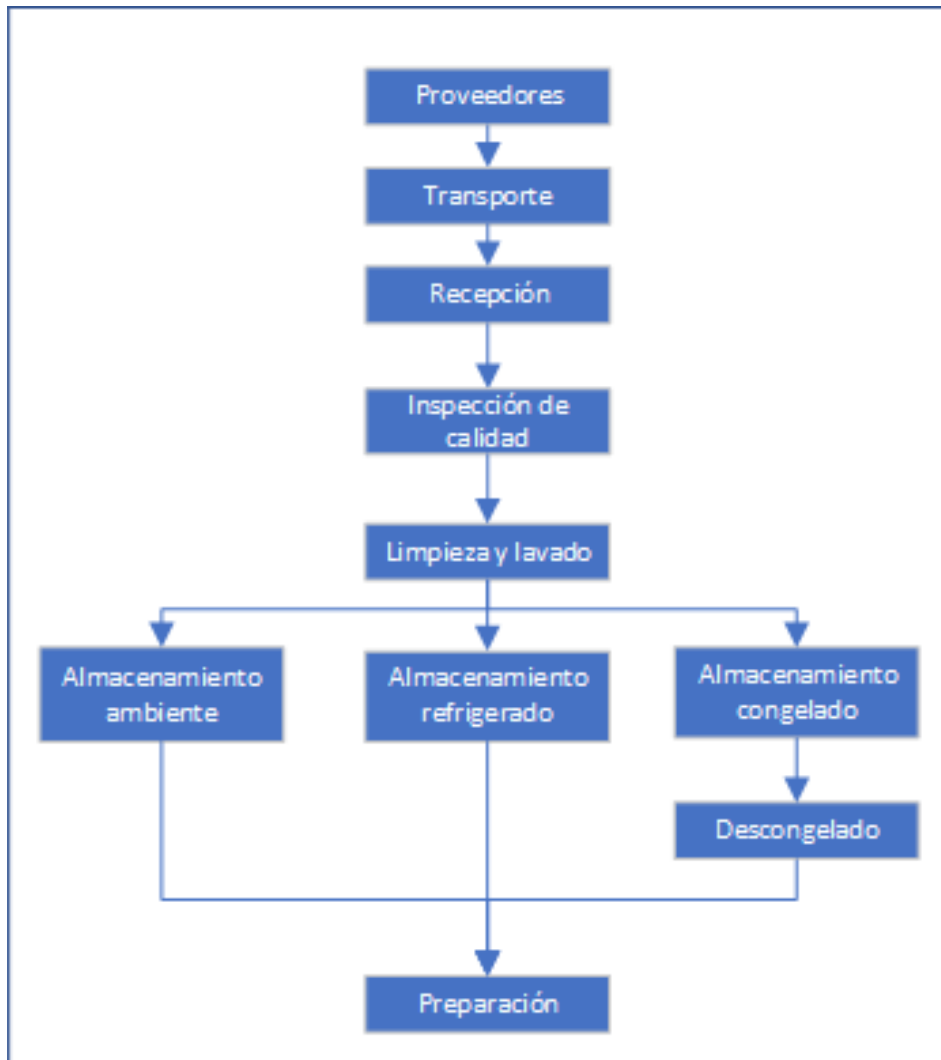 Proveedores
Transporte
Recepción
Inspección de
calidad
Limpieza y lavado
Almacenamiento
ambiente
Almacenamiento
refrigerado
Almacenamiento
congelado
Descongelado
Preparación